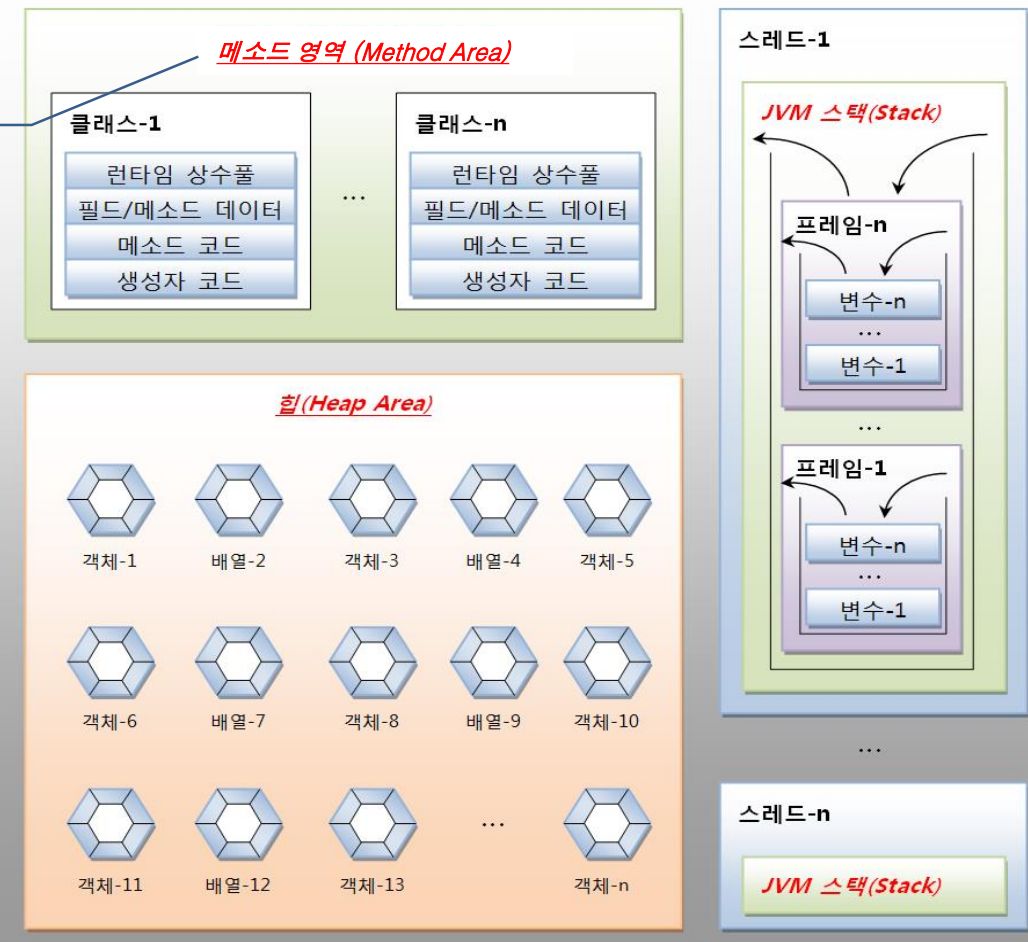 메소드 영역 (Method Area)
클래스-1
런타임 상수풀
필드/메소드 데이터
메소드 코드
생성자 코드
...
클래스-n
런타임 상수풀
필드/메소드 데이터
메소드 코드
생성자 코드
힙(Heap Area)
객체-1 배열-2 객체-3 배열-4 객체-5
객체-6 배열-7 객체-8 배열-9 객체-10
객체-11 배열-12 객체-13 ... 객체-n
스레드-1
JVM 스택(Stack)
프레임-n
변수-n
...
변수-1
...
프레임-1
변수-n
...
변수-1
...
스레드-n
JVM 스택(Stack)